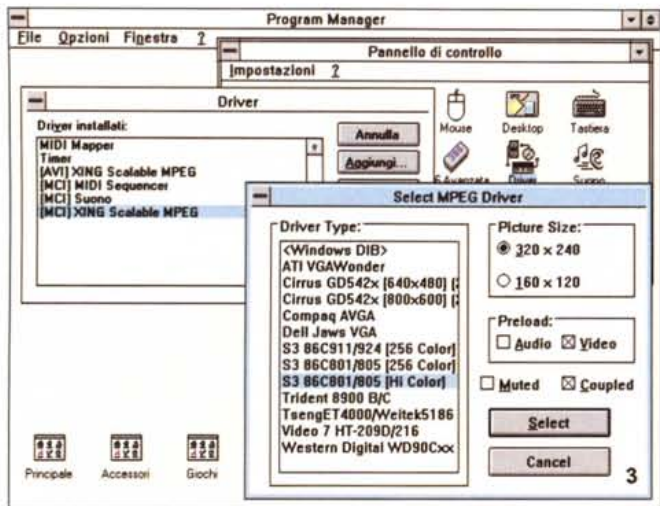 Program Manager
File Opzioni Finestra ?
Pannello di controllo
Impostazioni ?
Mouse Desktop Tastiera
Driver Suono
Driver
Driver installati:
MIDI Mapper
Timer
[AVI] XING Scalable MPEG
[MCI] MIDI Sequencer
[MCI] Suono
[MCI] XING Scalable MPEG
Annulla
Aggiungi...
Select MPEG Driver
Driver Type:
<Windows DIB>
ATI VGAWonder
Cirrus GD542x [640x480] [
Cirrus GD542x [800x600] [
Compaq AVGA
Dell Jaws VGA
S3 86C911/924 [256 Color]
S3 86C801/805 [256 Color]
S3 86C801/805 [Hi Color]
Trident 8900 B/C
TsengET4000/Weitek5186
Video 7 HT-209D/216
Western Digital WD90Cxx
Picture Size:
320 x 240
160 x 120
Preload:
Audio Video
Muted Coupled
Select
Cancel
Principale Accessori Giochi
3